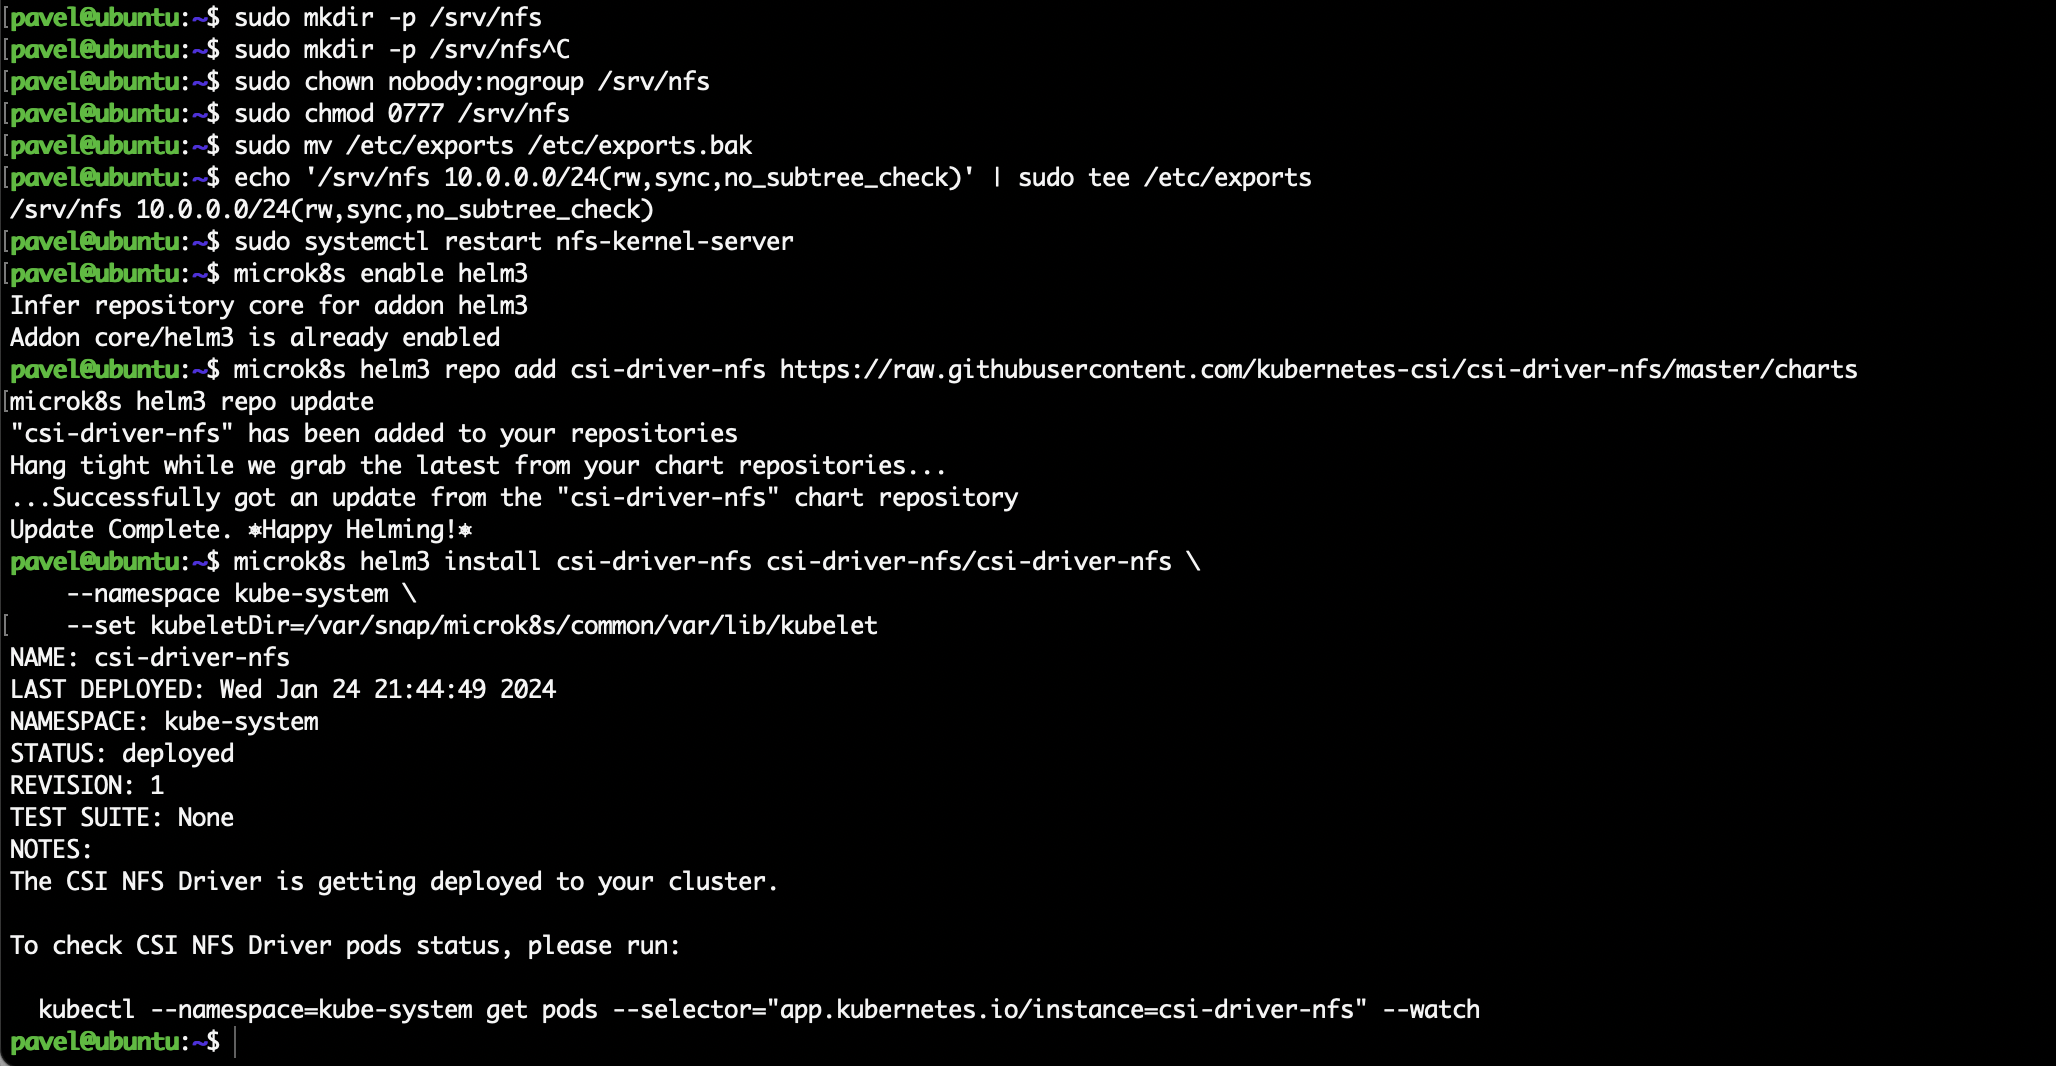 [pavel@ubuntu:~$ sudo mkdir -p /srv/nfs
[pavel@ubuntu:~$ sudo mkdir -p /srv/nfs^C
[pavel@ubuntu:~$ sudo chown nobody:nogroup /srv/nfs
[pavel@ubuntu:~$ sudo chmod 0777 /srv/nfs
[pavel@ubuntu:~$ sudo mv /etc/exports /etc/exports.bak
[pavel@ubuntu:~$ echo '/srv/nfs 10.0.0.0/24(rw,sync,no_subtree_check)' | sudo tee /etc/exports
/srv/nfs 10.0.0.0/24(rw,sync,no_subtree_check)
[pavel@ubuntu:~$ sudo systemctl restart nfs-kernel-server
[pavel@ubuntu:~$ microk8s enable helm3
Infer repository core for addon helm3
Addon core/helm3 is already enabled
pavel@ubuntu:~$ microk8s helm3 repo add csi-driver-nfs https://raw.githubusercontent.com/kubernetes-csi/csi-driver-nfs/master/charts
[microk8s helm3 repo update
"csi-driver-nfs" has been added to your repositories
Hang tight while we grab the latest from your chart repositories...
...Successfully got an update from the "csi-driver-nfs" chart repository
Update Complete. ⎈Happy Helming!⎈
pavel@ubuntu:~$ microk8s helm3 install csi-driver-nfs csi-driver-nfs/csi-driver-nfs \
    --namespace kube-system \
[    --set kubeletDir=/var/snap/microk8s/common/var/lib/kubelet
NAME: csi-driver-nfs
LAST DEPLOYED: Wed Jan 24 21:44:49 2024
NAMESPACE: kube-system
STATUS: deployed
REVISION: 1
TEST SUITE: None
NOTES:
The CSI NFS Driver is getting deployed to your cluster.

To check CSI NFS Driver pods status, please run:

  kubectl --namespace=kube-system get pods --selector="app.kubernetes.io/instance=csi-driver-nfs" --watch
pavel@ubuntu:~$